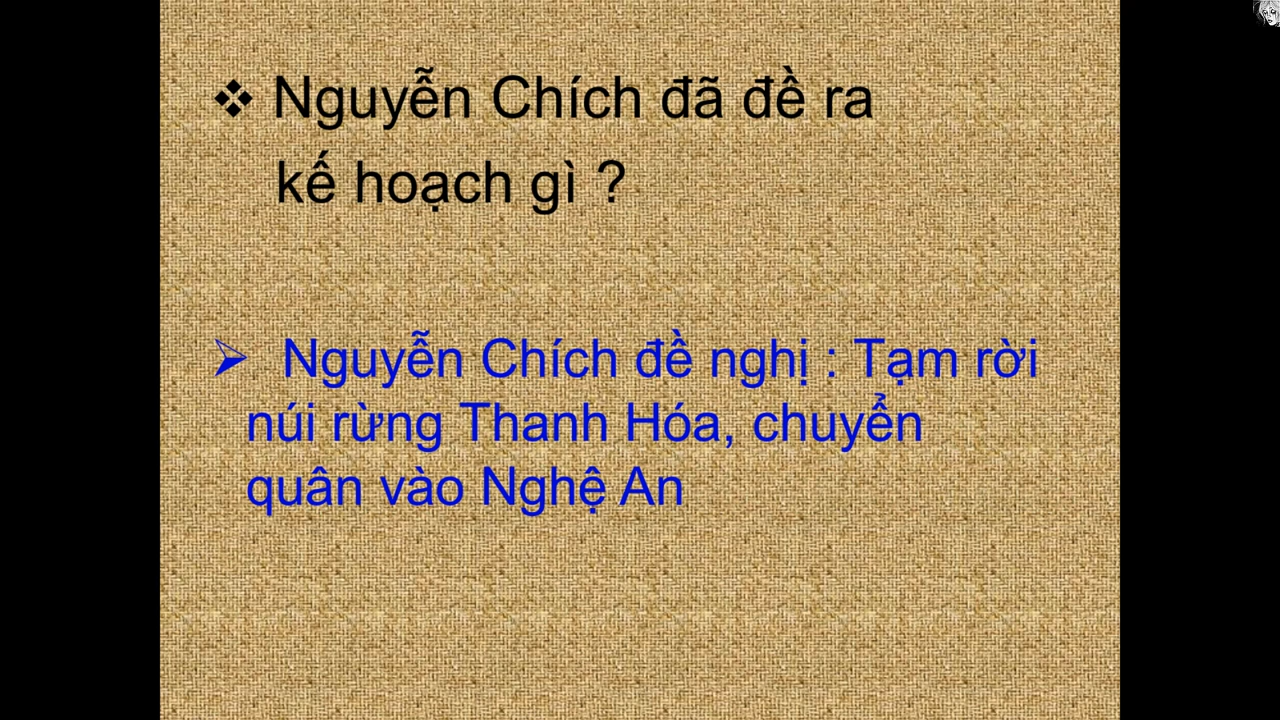 ❖ Nguyễn Chích đã đề ra
kế hoạch gì ?
➢ Nguyễn Chích đề nghị : Tạm rời
núi rừng Thanh Hóa, chuyển
quân vào Nghệ An